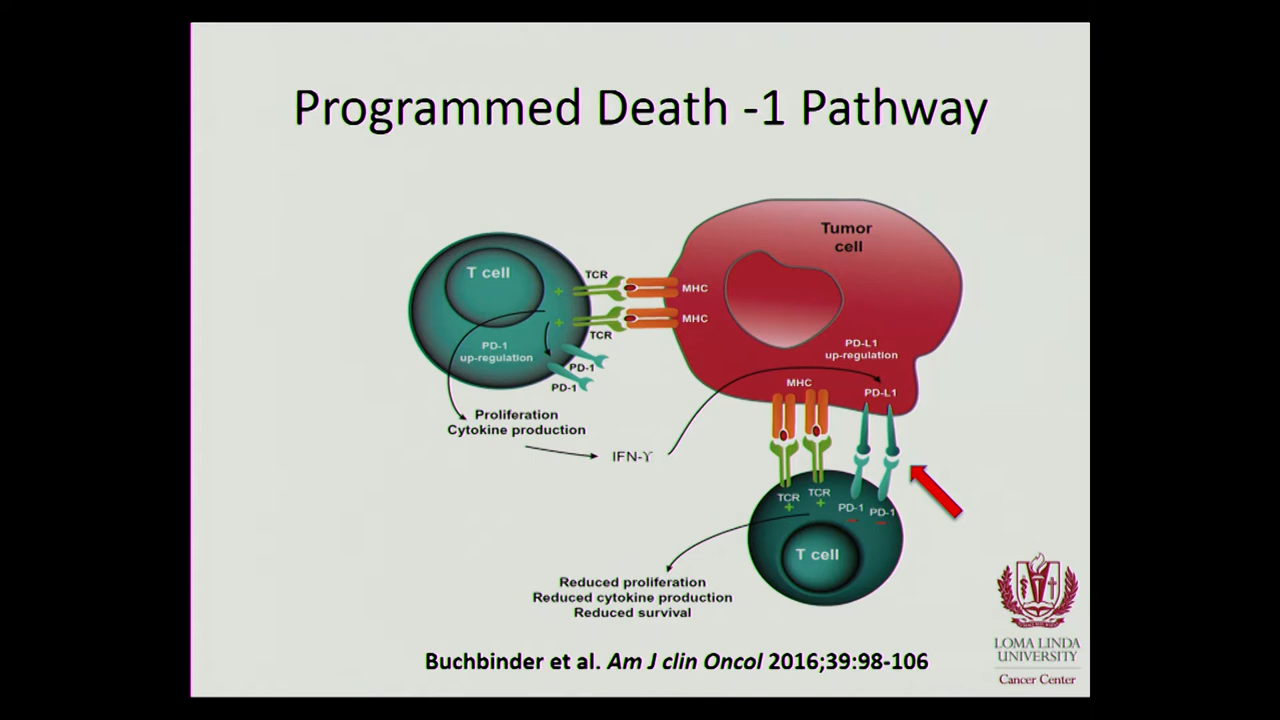 Programmed Death -1 Pathway
Tumor
cell
T cell
TCR
MHC
MHC
TCR
PD-1
up-regulation
PD-1
PD-1
PD-L1
up-regulation
MHC
PD-L1
Proliferation
Cytokine production
IFN-ϒ
TCR
TCR
PD-1
PD-1
T cell
Reduced proliferation
Reduced cytokine production
Reduced survival
Buchbinder et al. Am J clin Oncol 2016;39:98-106
LOMA LINDA
UNIVERSITY
Cancer Center